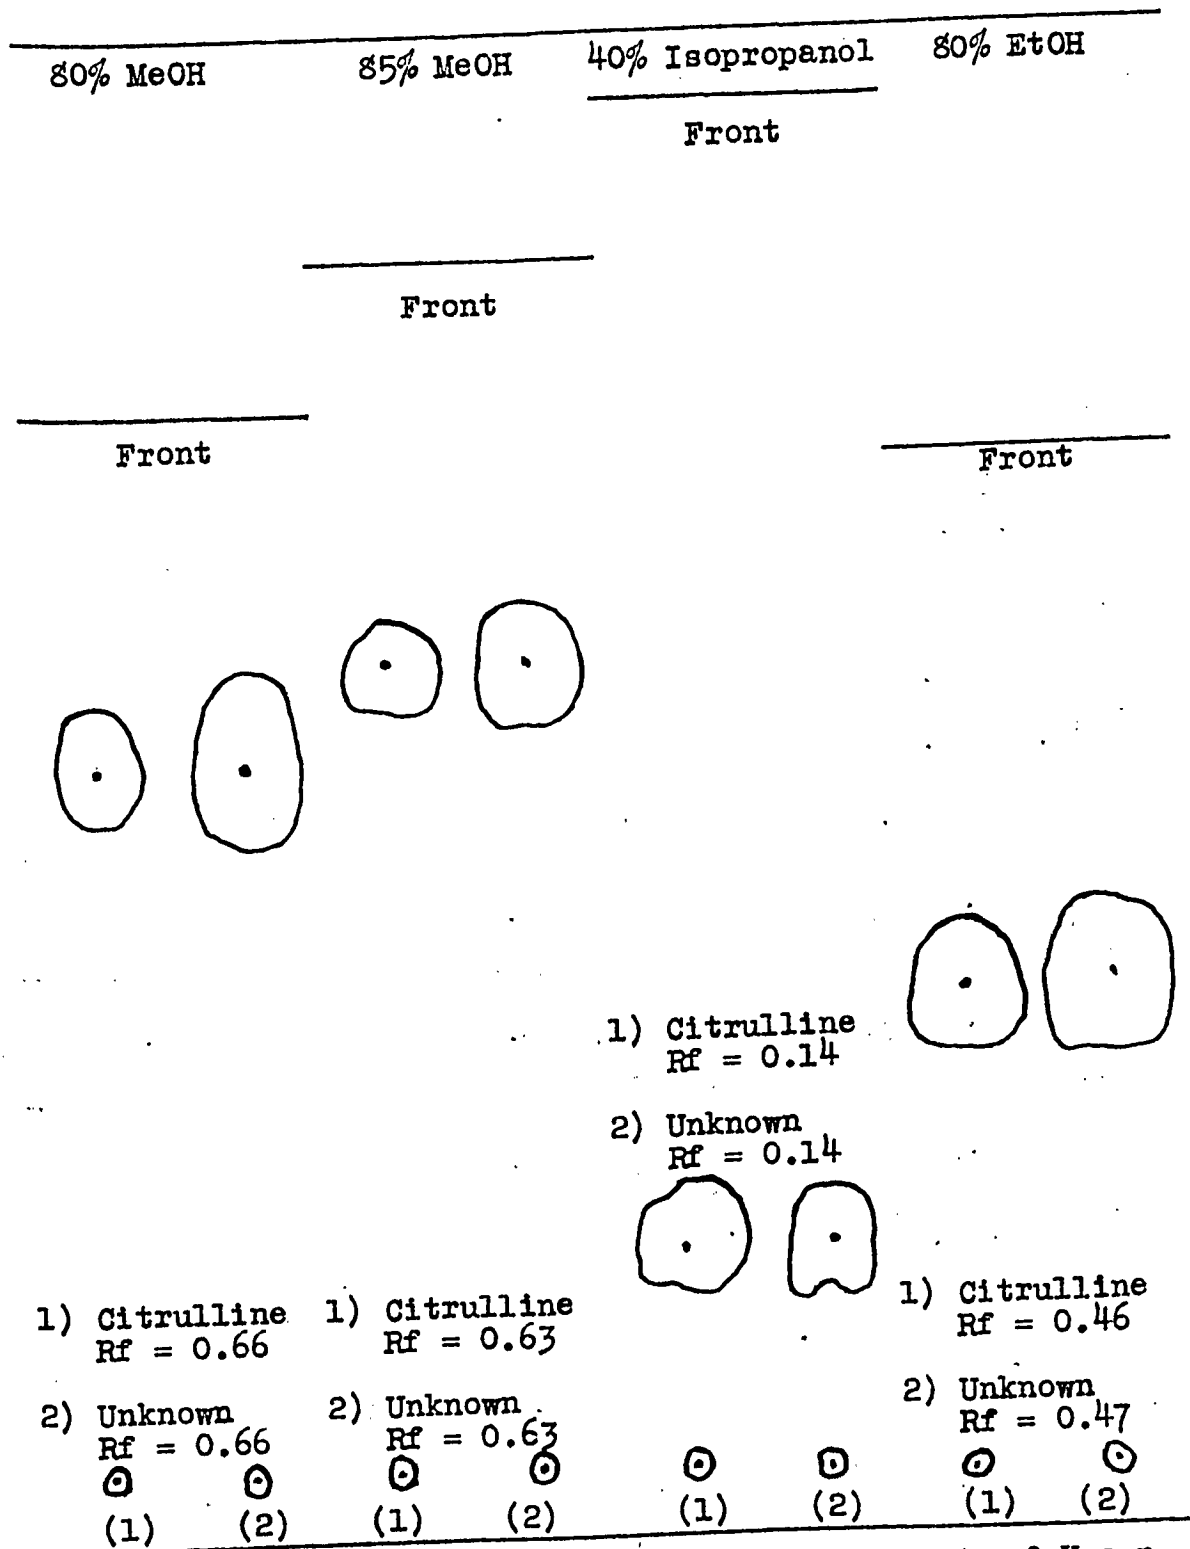 80% MeOH
85% MeOH
40% Isopropanol
80% EtOH
Front
Front
Front
Front
1) Citrulline
Rf = 0.14
2) Unknown
Rf = 0.14
1) Citrulline
Rf = 0.66
2) Unknown
Rf = 0.66
1) Citrulline
Rf = 0.63
2) Unknown
Rf = 0.63
1) Citrulline
Rf = 0.46
2) Unknown
Rf = 0.47
(1) (2)
(1) (2)
(1) (2)
(1) (2)